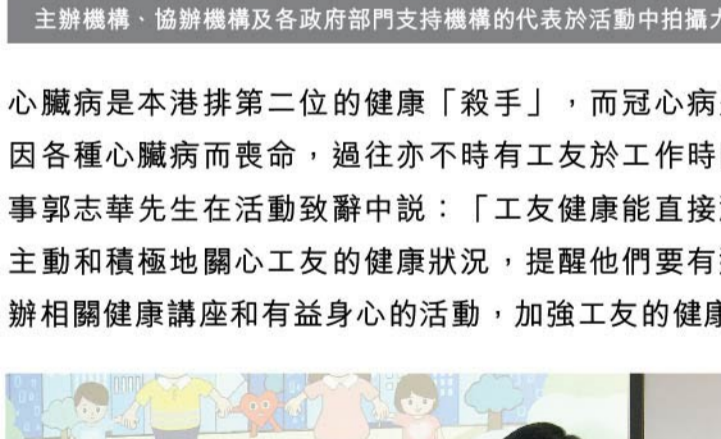 主辦機構、協辦機構及各政府部門支持機構的代表於活動中拍攝
心臟病是本港排第二位的健康「殺手」，而冠心病
因各種心臟病而喪命，過往亦不時有工友於工作時
事郭志華先生在活動致辭中説：「工友健康能直接
主動和積極地關心工友的健康狀況，提醒他們要有
辦相關健康講座和有益身心的活動，加強工友的健康